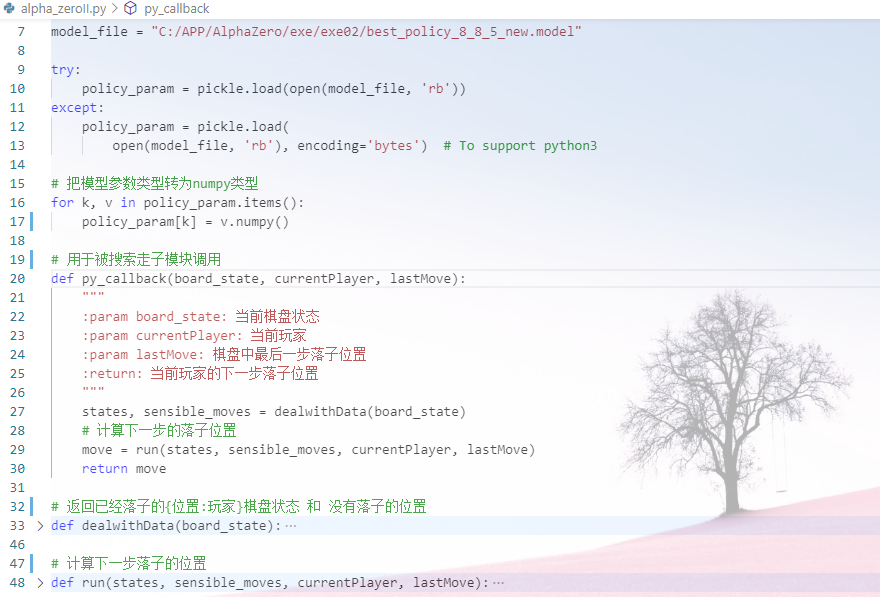 alpha_zeroII.py > py_callback
7 model_file = "C:/APP/AlphaZero/exe/exe02/best_policy_8_8_5_new.model"
8
9 try:
10 policy_param = pickle.load(open(model_file, 'rb'))
11 except:
12 policy_param = pickle.load(
13 open(model_file, 'rb'), encoding='bytes')  # To support python3
14
15 # 把模型参数类型转为numpy类型
16 for k, v in policy_param.items():
17 policy_param[k] = v.numpy()
18
19 # 用于被搜索走子模块调用
20 def py_callback(board_state, currentPlayer, lastMove):
21 """
22 :param board_state: 当前棋盘状态
23 :param currentPlayer: 当前玩家
24 :param lastMove: 棋盘中最后一步落子位置
25 :return: 当前玩家的下一步落子位置
26 """
27 states, sensible_moves = dealwithData(board_state)
28 # 计算下一步的落子位置
29 move = run(states, sensible_moves, currentPlayer, lastMove)
30 return move
31
32 # 返回已经落子的{位置:玩家}棋盘状态 和 没有落子的位置
33 > def dealwithData(board_state): ···
46
47 # 计算下一步落子的位置
48 > def run(states, sensible_moves, currentPlayer, lastMove): ···